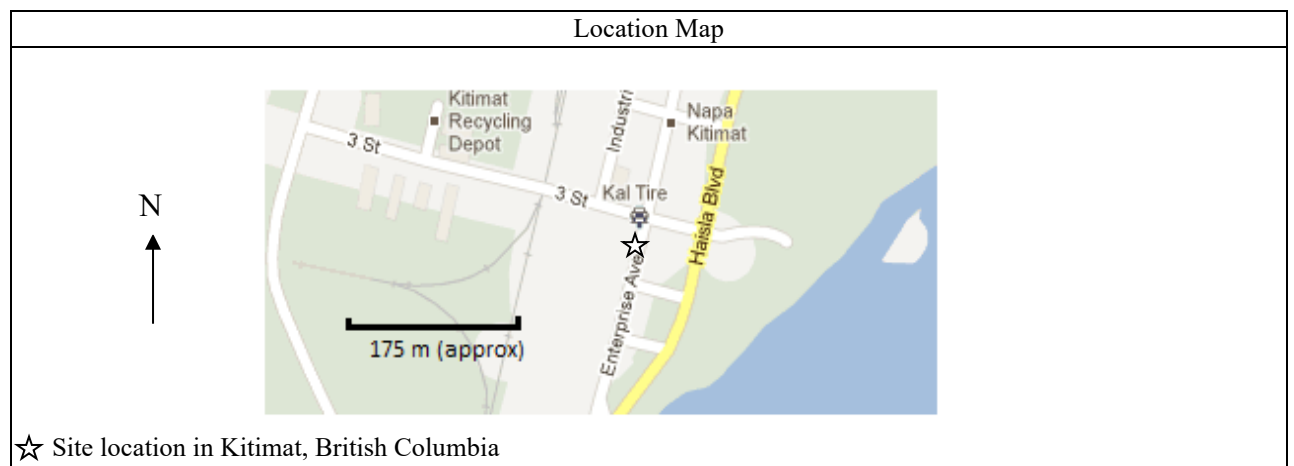 Location Map
Kitimat
Recycling
Depot
Industri
Napa
Kitimat
3 St
3 St
Kal Tire
Haisla Blvd
N
Enterprise Ave
175 m (approx)
Site location in Kitimat, British Columbia